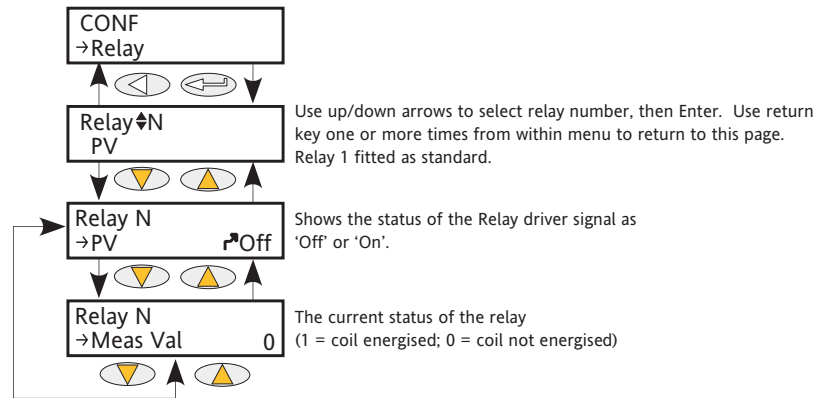 CONF
→Relay
Relay♦N
PV
Use up/down arrows to select relay number, then Enter. Use return
key one or more times from within menu to return to this page.
Relay 1 fitted as standard.
Relay N
→PV Off
Shows the status of the Relay driver signal as
‘Off’ or ‘On’.
Relay N
→Meas Val 0
The current status of the relay
(1 = coil energised; 0 = coil not energised)